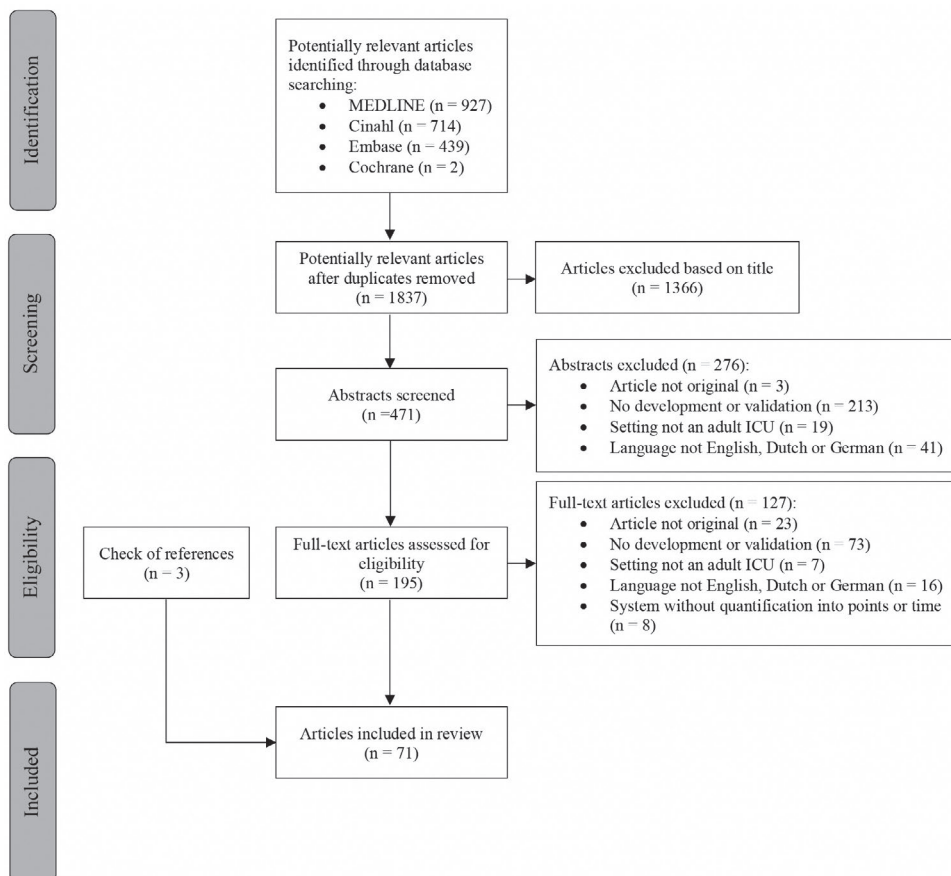 Identification
Potentially relevant articles
identified through database
searching:
• MEDLINE (n = 927)
• Cinahl (n = 714)
• Embase (n = 439)
• Cochrane (n = 2)
Screening
Potentially relevant articles
after duplicates removed
(n = 1837)
Articles excluded based on title
(n = 1366)
Abstracts screened
(n =471)
Abstracts excluded (n = 276):
• Article not original (n = 3)
• No development or validation (n = 213)
• Setting not an adult ICU (n = 19)
• Language not English, Dutch or German (n = 41)
Eligibility
Check of references
(n = 3)
Full-text articles assessed for
eligibility
(n = 195)
Full-text articles excluded (n = 127):
• Article not original (n = 23)
• No development or validation (n = 73)
• Setting not an adult ICU (n = 7)
• Language not English, Dutch or German (n = 16)
• System without quantification into points or time
(n = 8)
Included
Articles included in review
(n = 71)